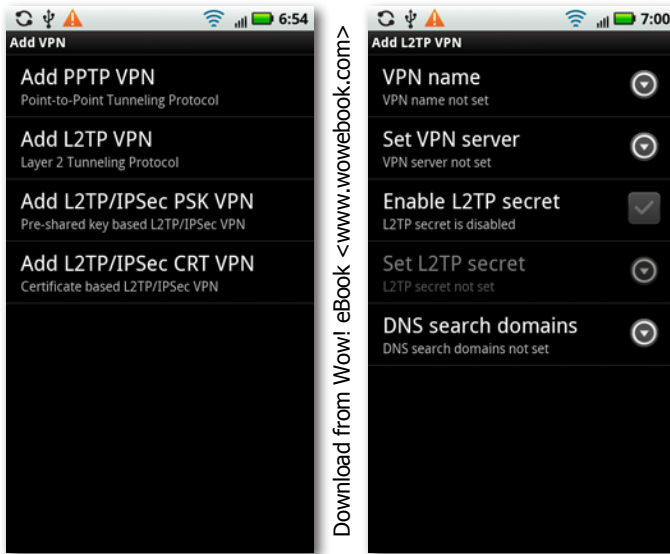 6:54
Add VPN
Add PPTP VPN
Point-to-Point Tunneling Protocol
Add L2TP VPN
Layer 2 Tunneling Protocol
Add L2TP/IPSec PSK VPN
Pre-shared key based L2TP/IPSec VPN
Add L2TP/IPSec CRT VPN
Certificate based L2TP/IPSec VPN
Download from Wow! eBook <www.wowebook.com>
7:00
Add L2TP VPN
VPN name
VPN name not set
Set VPN server
VPN server not set
Enable L2TP secret
L2TP secret is disabled
Set L2TP secret
L2TP secret not set
DNS search domains
DNS search domains not set